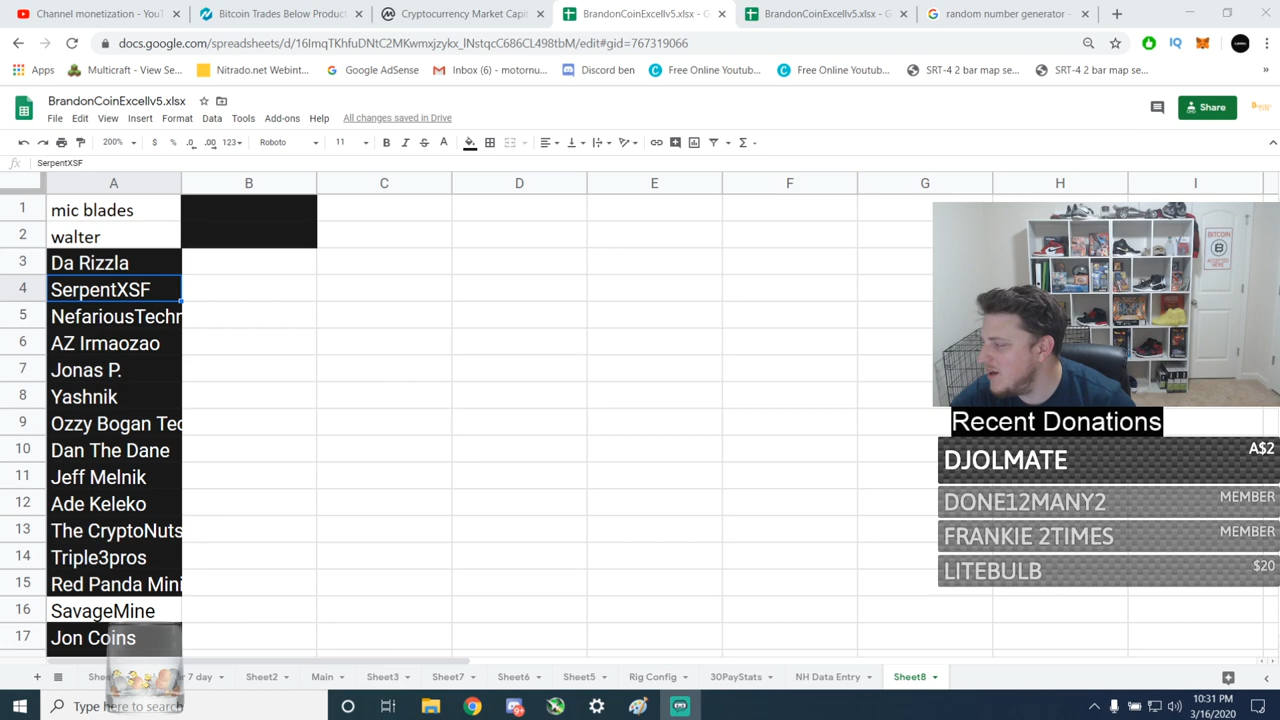 Channel monetization - YouT
Bitcoin Trades Below Product
Cryptocurrency Market Capit
BrandonCoinExcellv5.xlsx - G
BrandonCoinExcellv5.xlsx - G
random number generator -
docs.google.com/spreadsheets/d/16ImqTKhfuDNtC2MKwmxjzykx_lNstqcC686CL498tbM/edit#gid=767319066
Apps
Multicraft - View Se...
Nitrado.net Webint...
Google AdSense
Inbox (6) - motornu...
Discord ben
Free Online Youtub...
Free Online Youtub...
SRT-4 2 bar map se...
SRT-4 2 bar map se...
BrandonCoinExcellv5.xlsx
File Edit View Insert Format Data Tools Add-ons Help All changes saved in Drive
Share
200% $ % .0 .00 123 Roboto 11 B I S A
fx SerpentXSF
A B C D E F G H I
1 mic blades
2 walter
3 Da Rizzla
4 SerpentXSF
5 NefariousTechn
6 AZ Irmaozao
7 Jonas P.
8 Yashnik
9 Ozzy Bogan Tec
10 Dan The Dane
11 Jeff Melnik
12 Ade Keleko
13 The CryptoNuts
14 Triple3pros
15 Red Panda Mini
16 SavageMine
17 Jon Coins
BITCOIN
B
ACCEPTED
HERE
Recent Donations
DJOLMATE A$2
DONE12MANY2 MEMBER
FRANKIE 2TIMES MEMBER
LITEBULB $20
Shee
r 7 day
Sheet2
Main
Sheet3
Sheet7
Sheet6
Sheet5
Rig Config
30PayStats
NH Data Entry
Sheet8
Type here to search
10:31 PM
3/16/2020